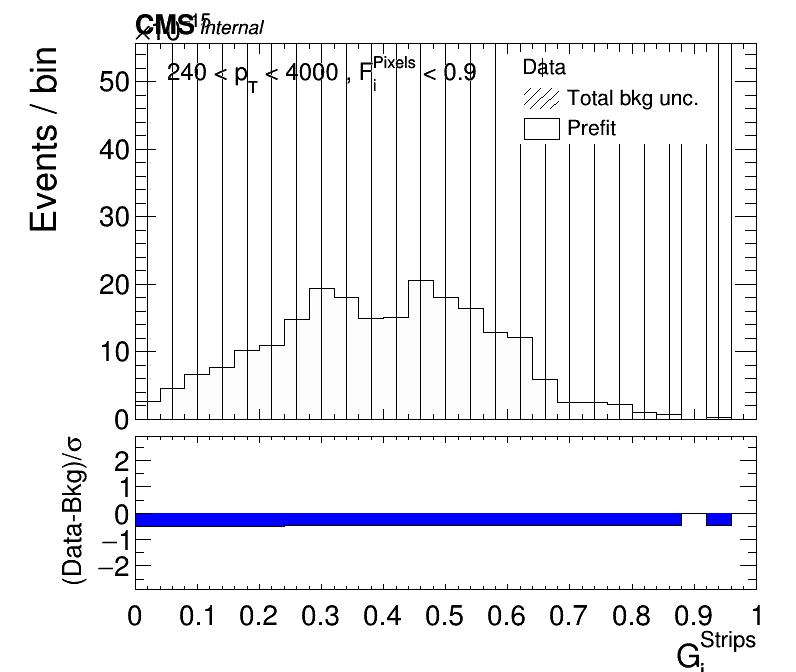 CMS Internal
×10^15
240 < p_T < 4000 , F_i^Pixels < 0.9
Data
Total bkg unc.
Prefit
Events / bin
50
40
30
20
10
0
(Data-Bkg)/σ
2
1
0
−1
−2
0 0.1 0.2 0.3 0.4 0.5 0.6 0.7 0.8 0.9 1
G_i^Strips